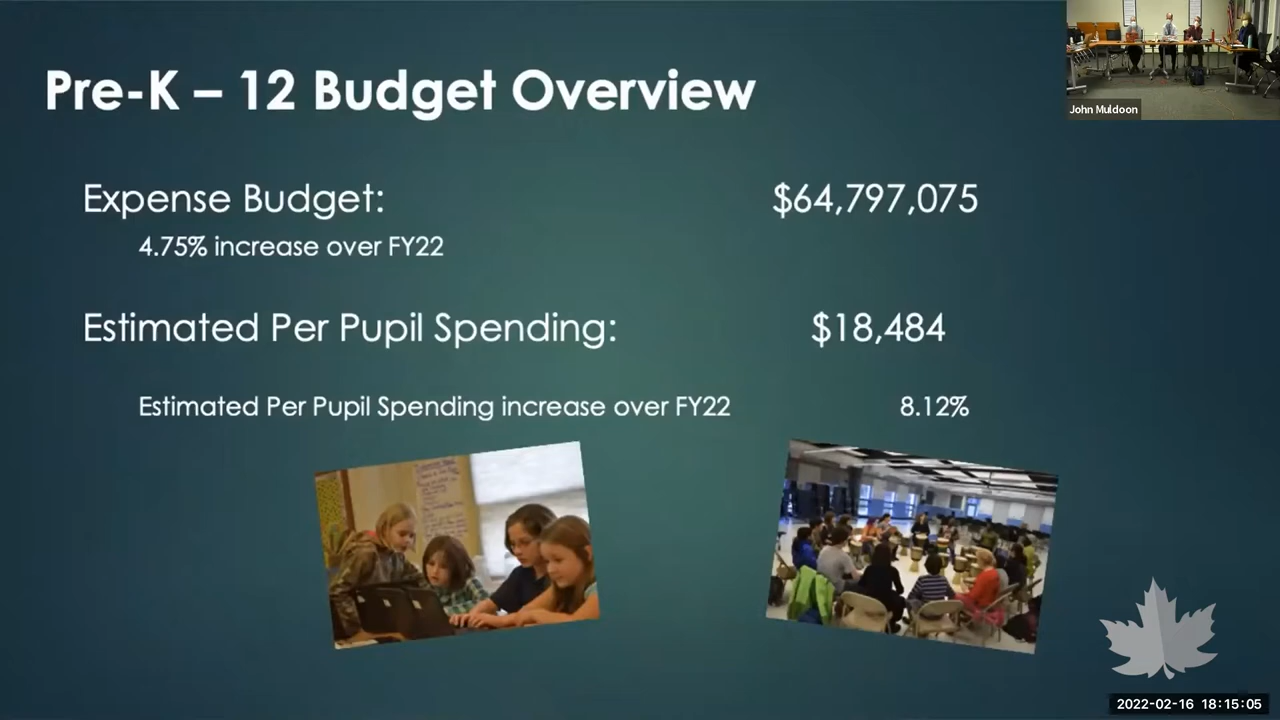 Pre-K – 12 Budget Overview
John Muldoon
Expense Budget: $64,797,075
4.75% increase over FY22
Estimated Per Pupil Spending: $18,484
Estimated Per Pupil Spending increase over FY22 8.12%
2022-02-16 18:15:05